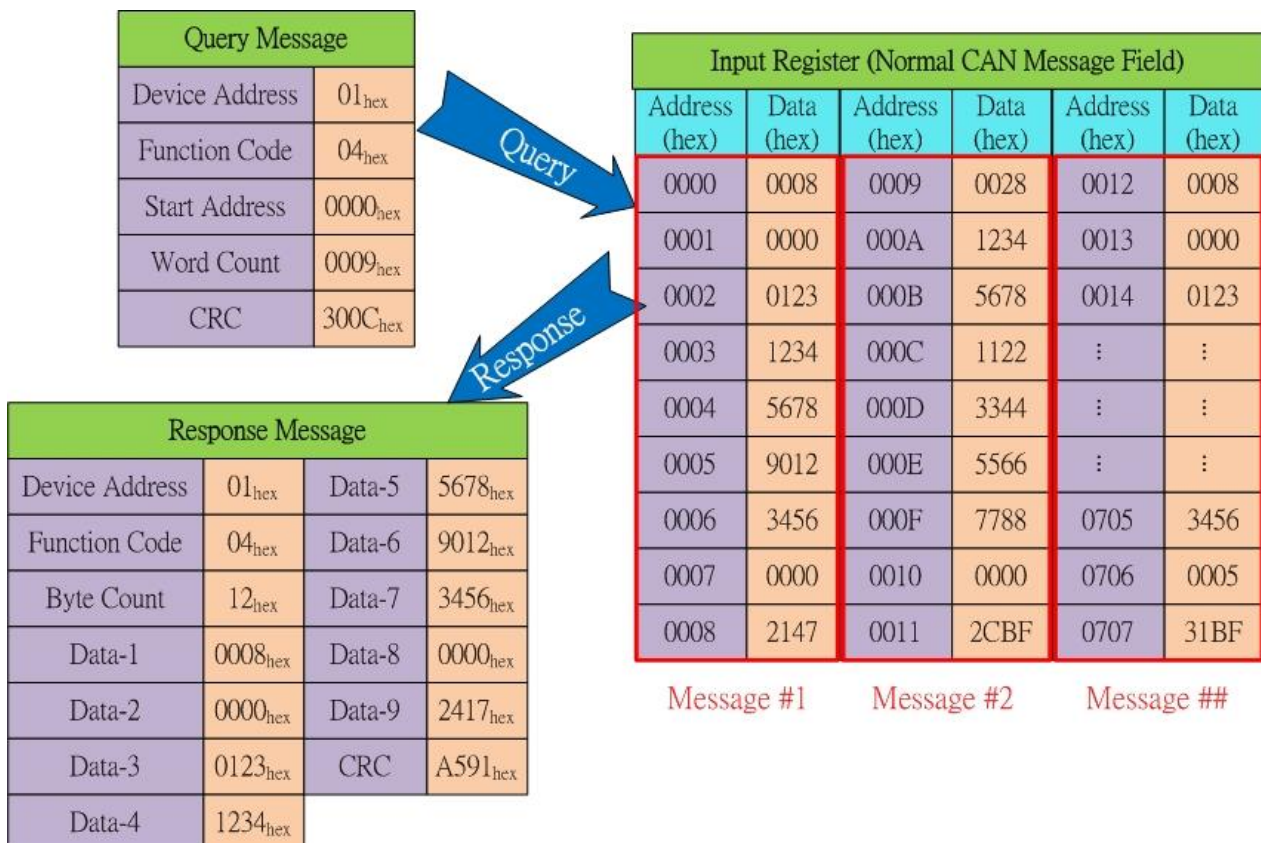 Query Message
Device Address 01hex
Function Code 04hex
Start Address 0000hex
Word Count 0009hex
CRC 300Chex
Query
Response
Input Register (Normal CAN Message Field)
Address (hex) Data (hex) Address (hex) Data (hex) Address (hex) Data (hex)
0000 0008 0009 0028 0012 0008
0001 0000 000A 1234 0013 0000
0002 0123 000B 5678 0014 0123
0003 1234 000C 1122 ⋮ ⋮
0004 5678 000D 3344 ⋮ ⋮
0005 9012 000E 5566 ⋮ ⋮
0006 3456 000F 7788 0705 3456
0007 0000 0010 0000 0706 0005
0008 2147 0011 2CBF 0707 31BF
Message #1 Message #2 Message ##
Response Message
Device Address 01hex Data-5 5678hex
Function Code 04hex Data-6 9012hex
Byte Count 12hex Data-7 3456hex
Data-1 0008hex Data-8 0000hex
Data-2 0000hex Data-9 2417hex
Data-3 0123hex CRC A591hex
Data-4 1234hex